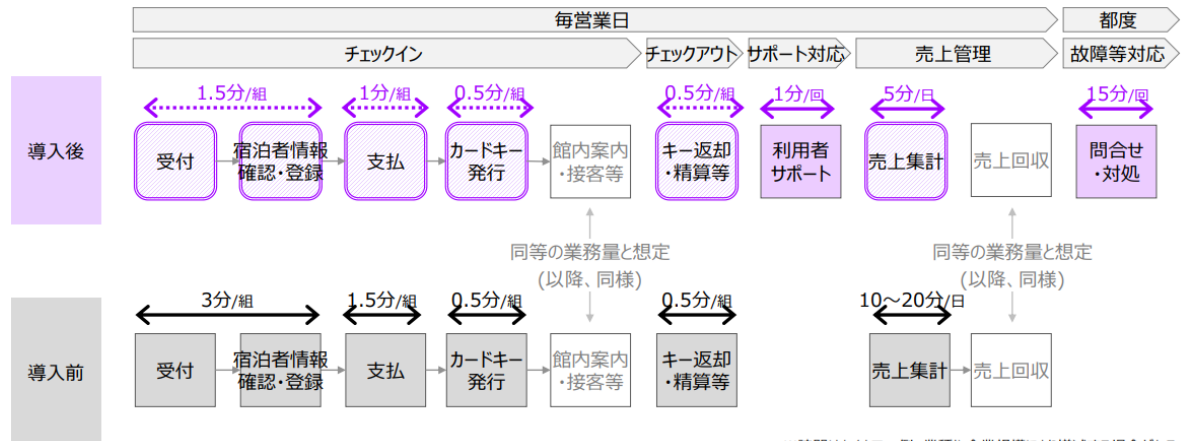 毎営業日
都度
チェックイン
チェックアウト
サポート対応
売上管理
故障等対応
導入後
1.5分/組
1分/組
0.5分/組
0.5分/組
1分/回
5分/日
15分/回
受付
宿泊者情報
確認・登録
支払
カードキー
発行
館内案内
・接客等
キー返却
・精算等
利用者
サポート
売上集計
売上回収
問合せ
・対処
同等の業務量と想定
(以降、同様)
同等の業務量と想定
(以降、同様)
導入前
3分/組
1.5分/組
0.5分/組
0.5分/組
10～20分/日
受付
宿泊者情報
確認・登録
支払
カードキー
発行
館内案内
・接客等
キー返却
・精算等
売上集計
売上回収